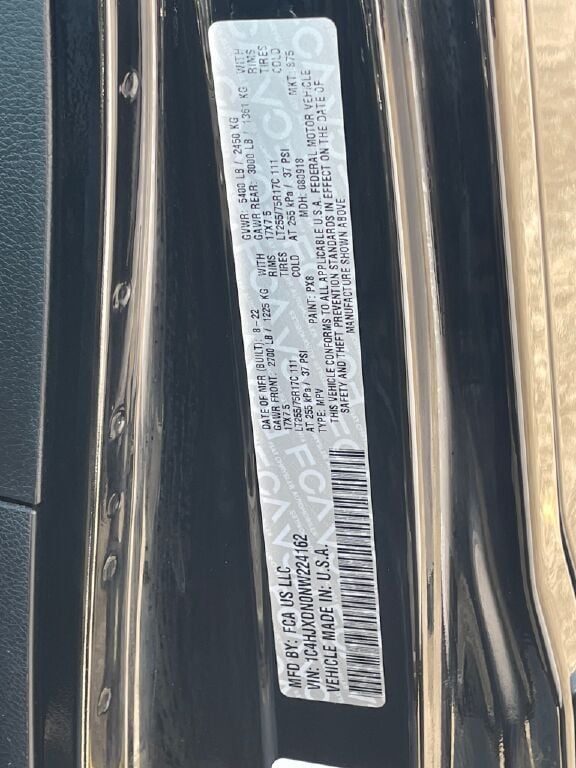 MFD BY: FCA US LLC
VIN: 1C4HJXDN0NW224162
VEHICLE MADE IN: U.S.A.
DATE OF MFR (BUILT): 8-22
GVWR: 5400 LB / 2450 KG
GAWR FRONT: 2700 LB / 1225 KG WITH
17X7.5 RIMS
LT255/75R17C 111 TIRES
AT 255 kPa / 37 PSI COLD
GAWR REAR: 3000 LB / 1361 KG WITH
17X7.5 RIMS
LT255/75R17C 111 TIRES
AT 255 kPa / 37 PSI COLD
TYPE: MPV PAINT: PX8 MDH: 080918 MKT: 875
THIS VEHICLE CONFORMS TO ALL APPLICABLE U.S.A. FEDERAL MOTOR VEHICLE
SAFETY AND THEFT PREVENTION STANDARDS IN EFFECT ON THE DATE OF
MANUFACTURE SHOWN ABOVE